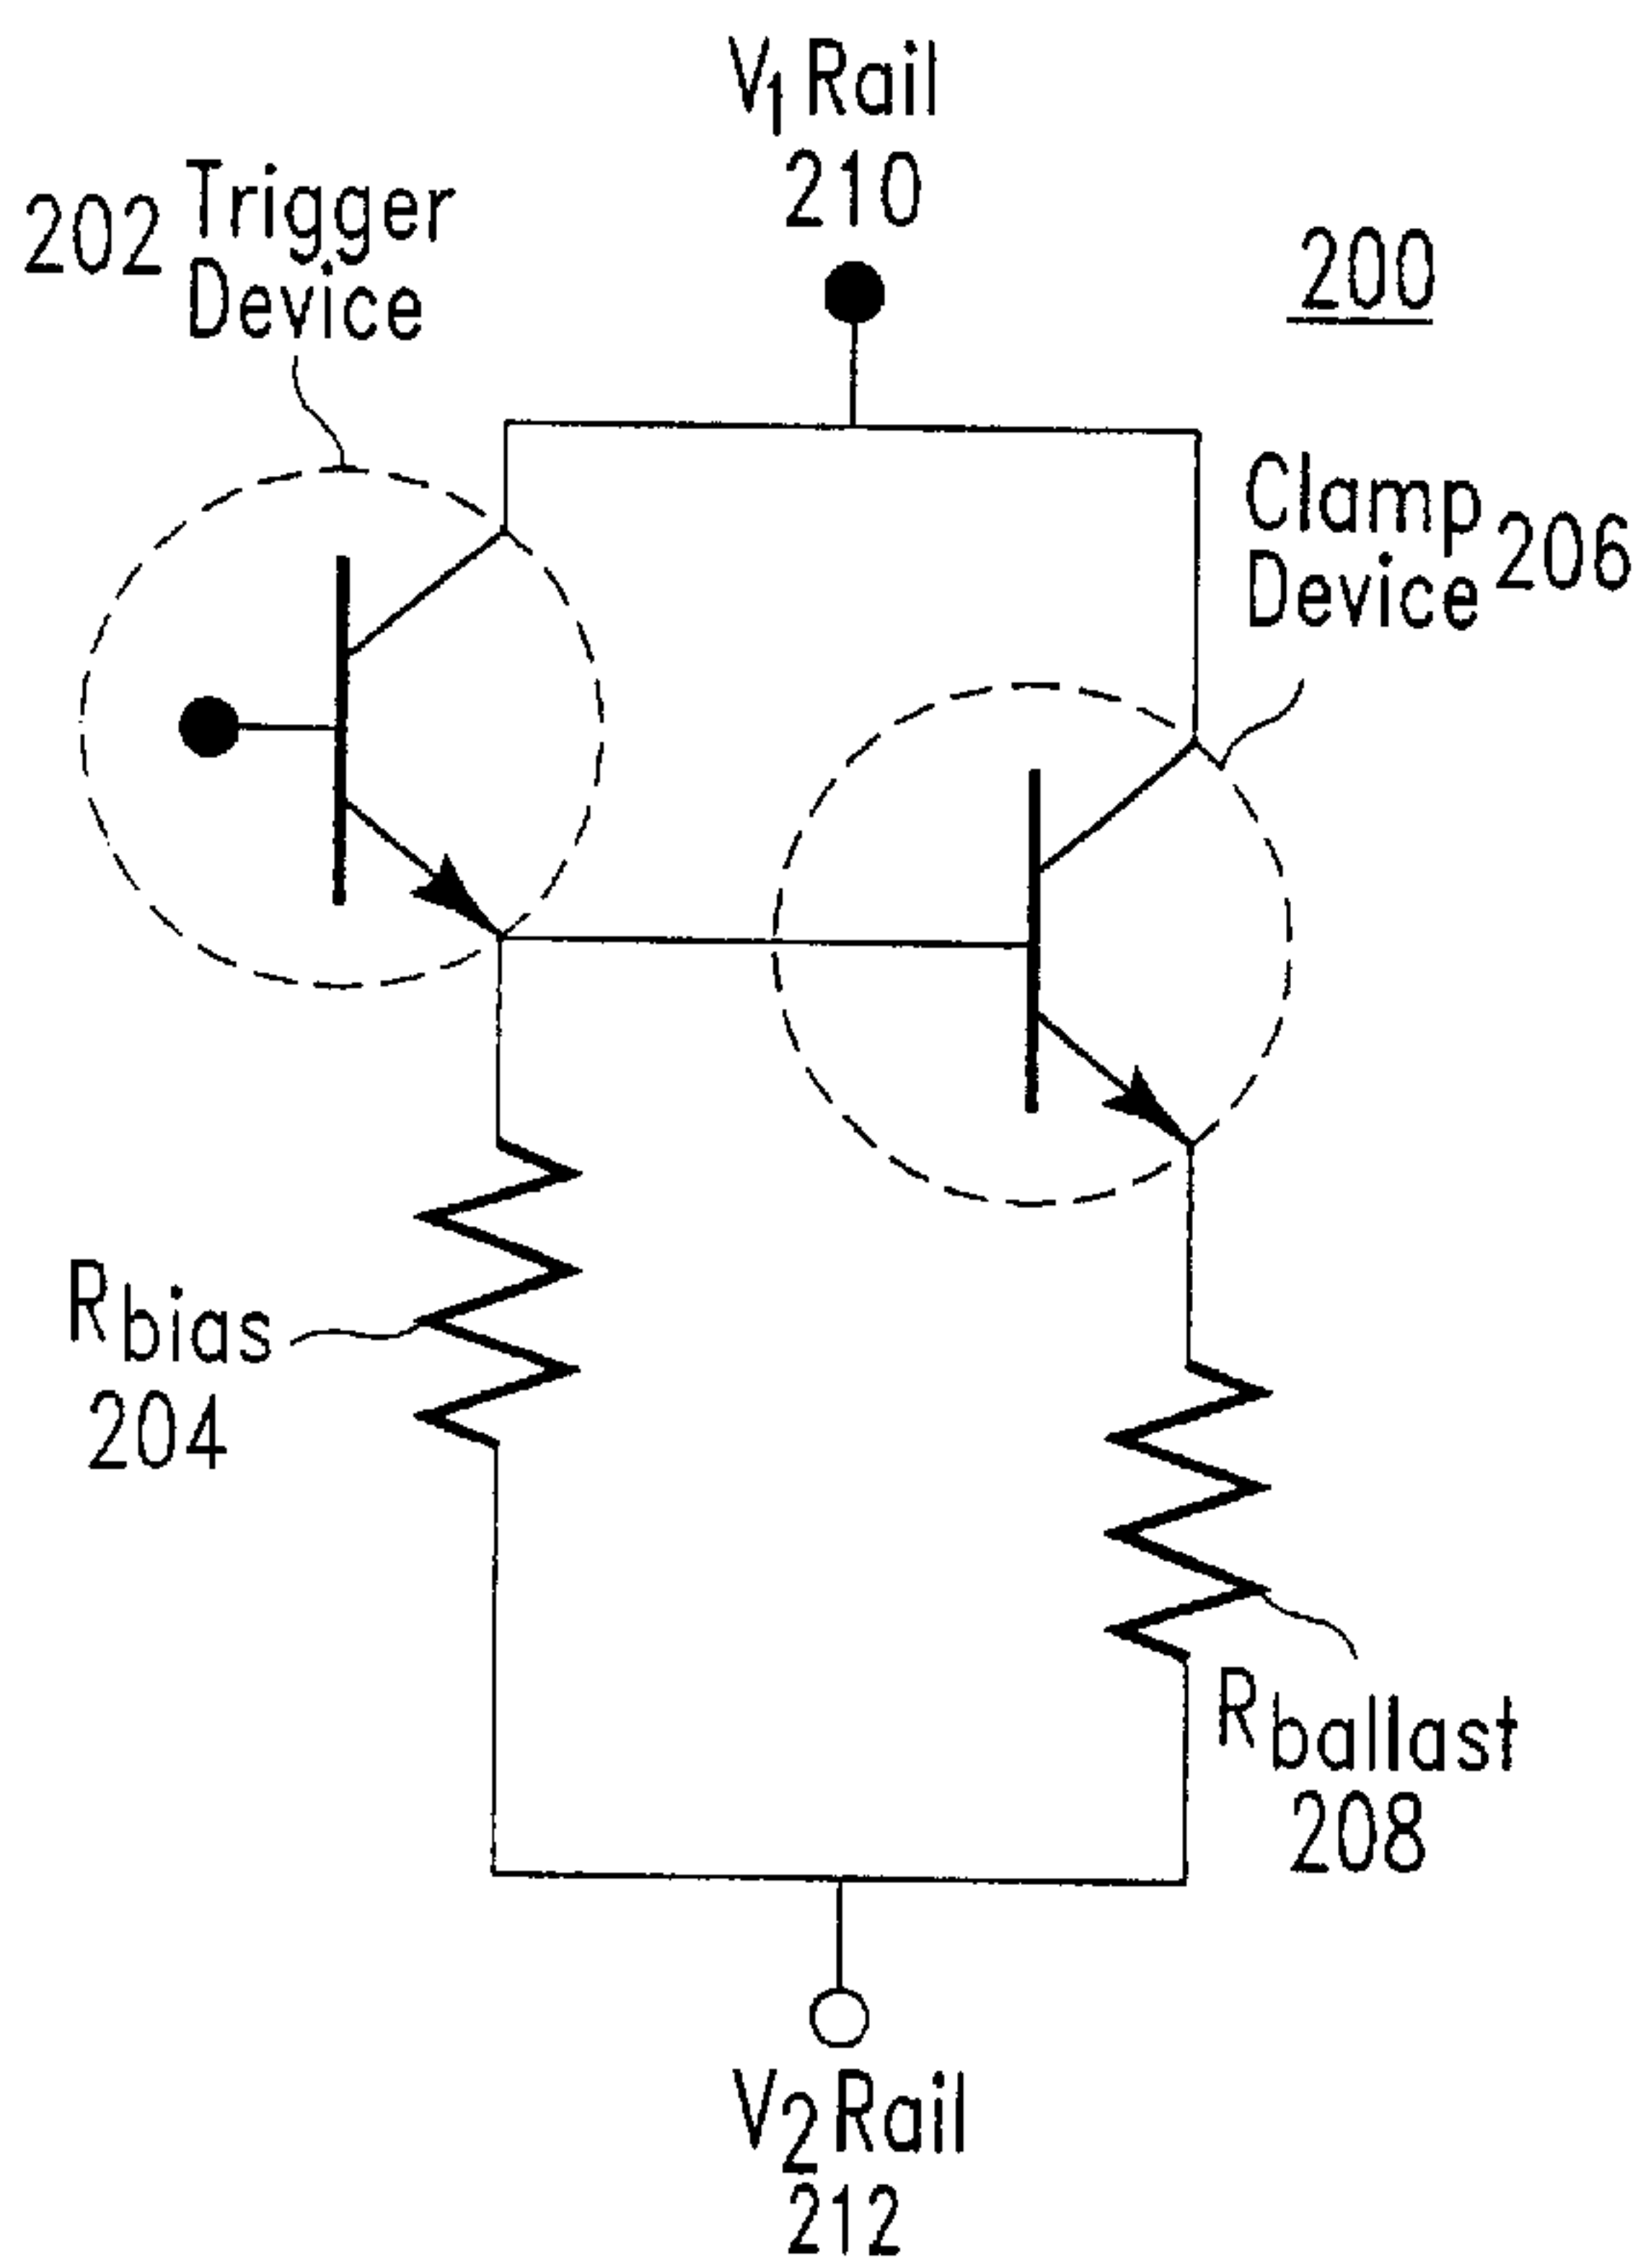 V1 Rail
210
200
202 Trigger
Device
Clamp 206
Device
Rbias
204
Rballast
208
V2 Rail
212